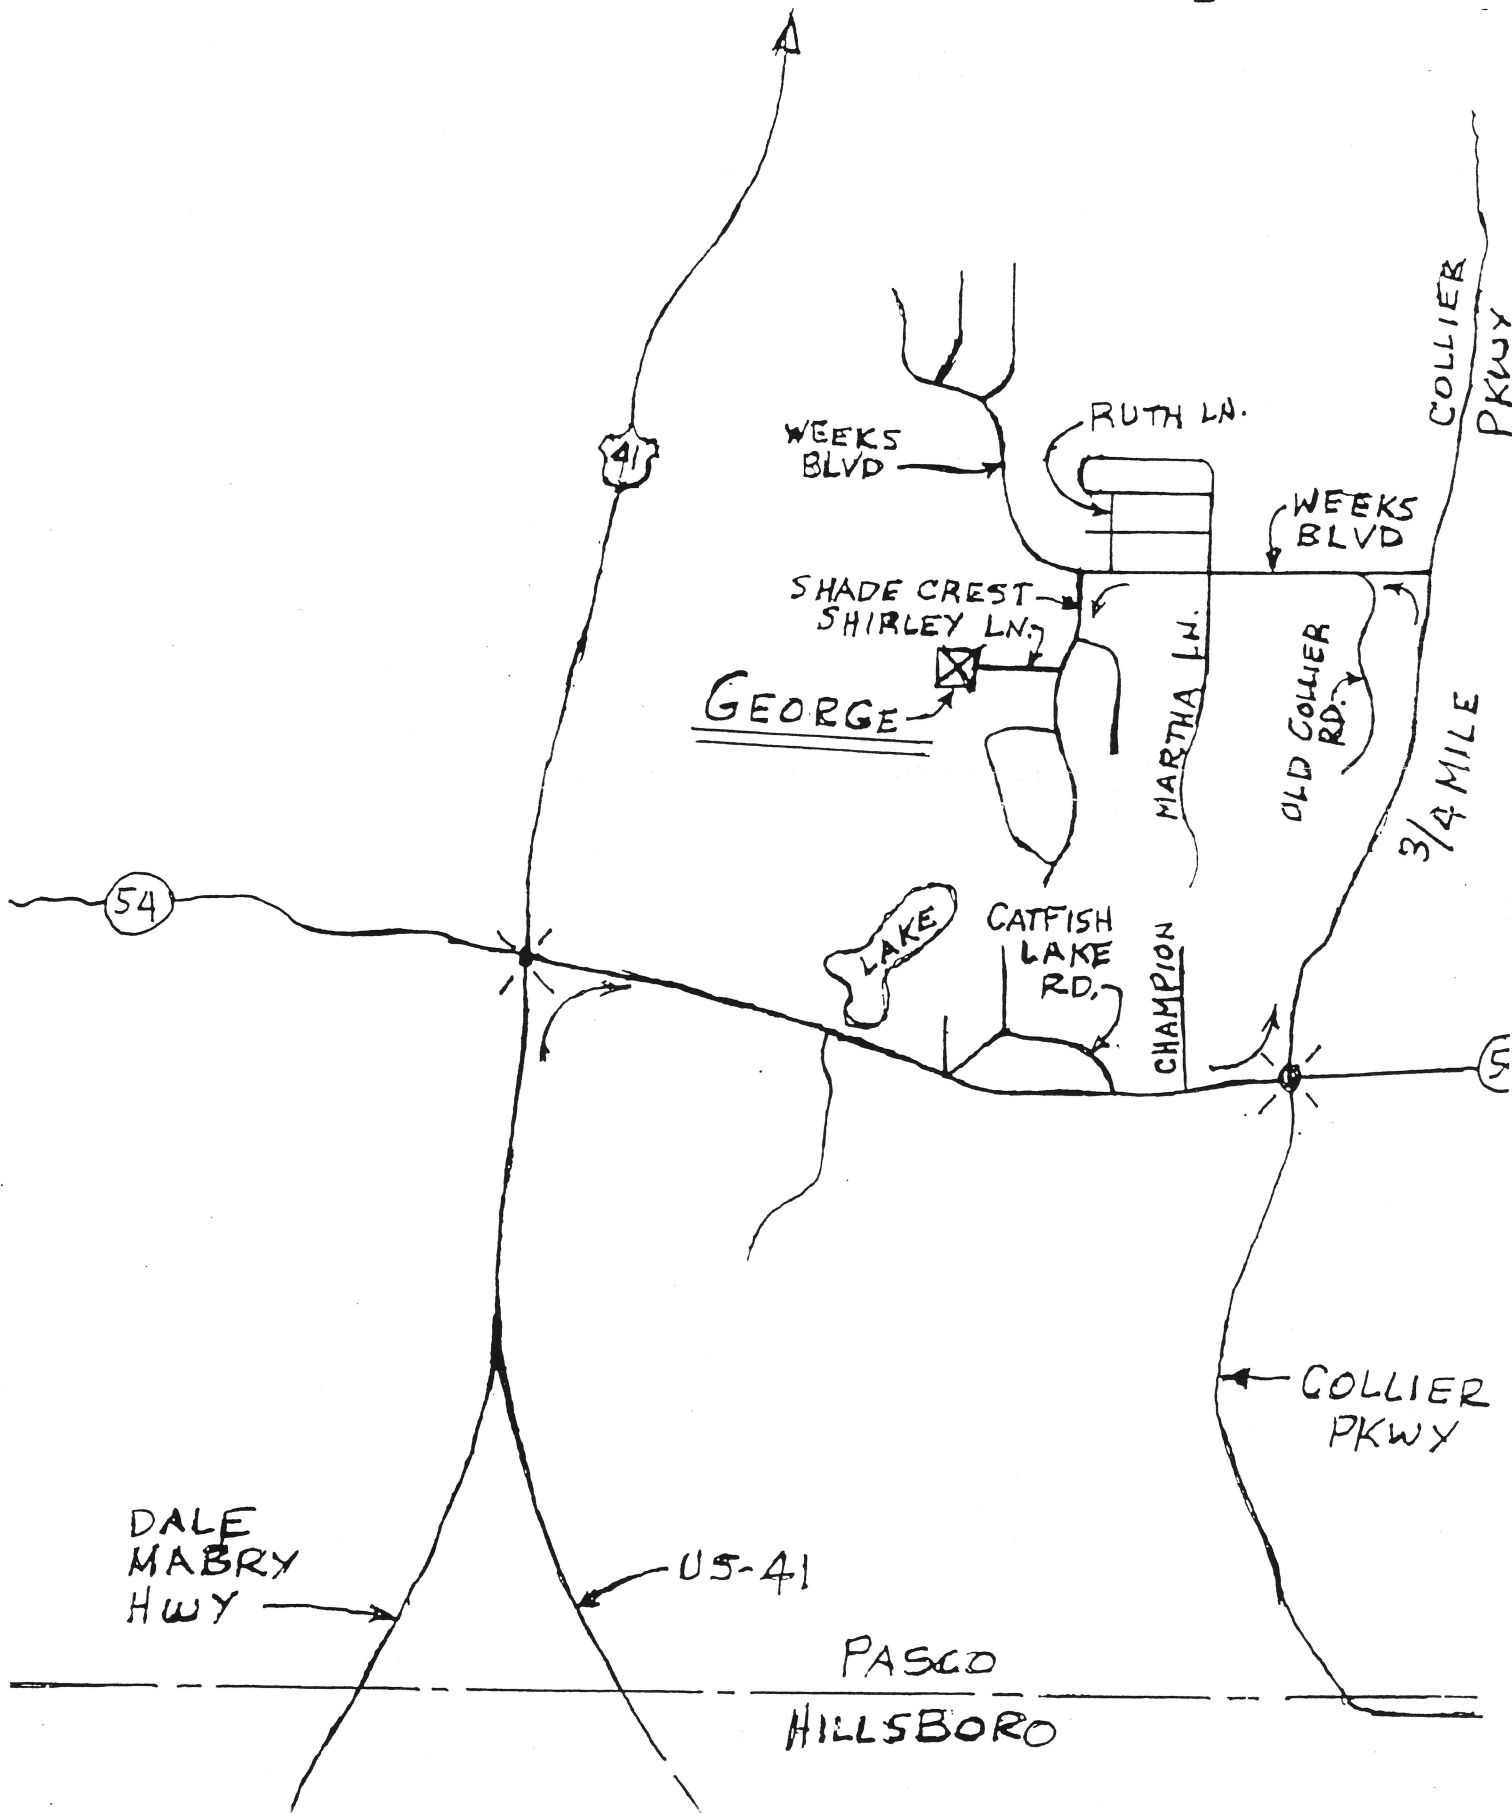 COLLIER
PKWY
RUTH LN.
WEEKS
BLVD
41
WEEKS
BLVD
SHADE CREST
SHIRLEY LN.
GEORGE
MARTHA LN.
OLD COLLIER
RD.
3/4 MILE
54
LAKE
CATFISH
LAKE
RD.
CHAMPION
5
COLLIER
PKWY
DALE
MABRY
HWY
US-41
PASCO
HILLSBORO